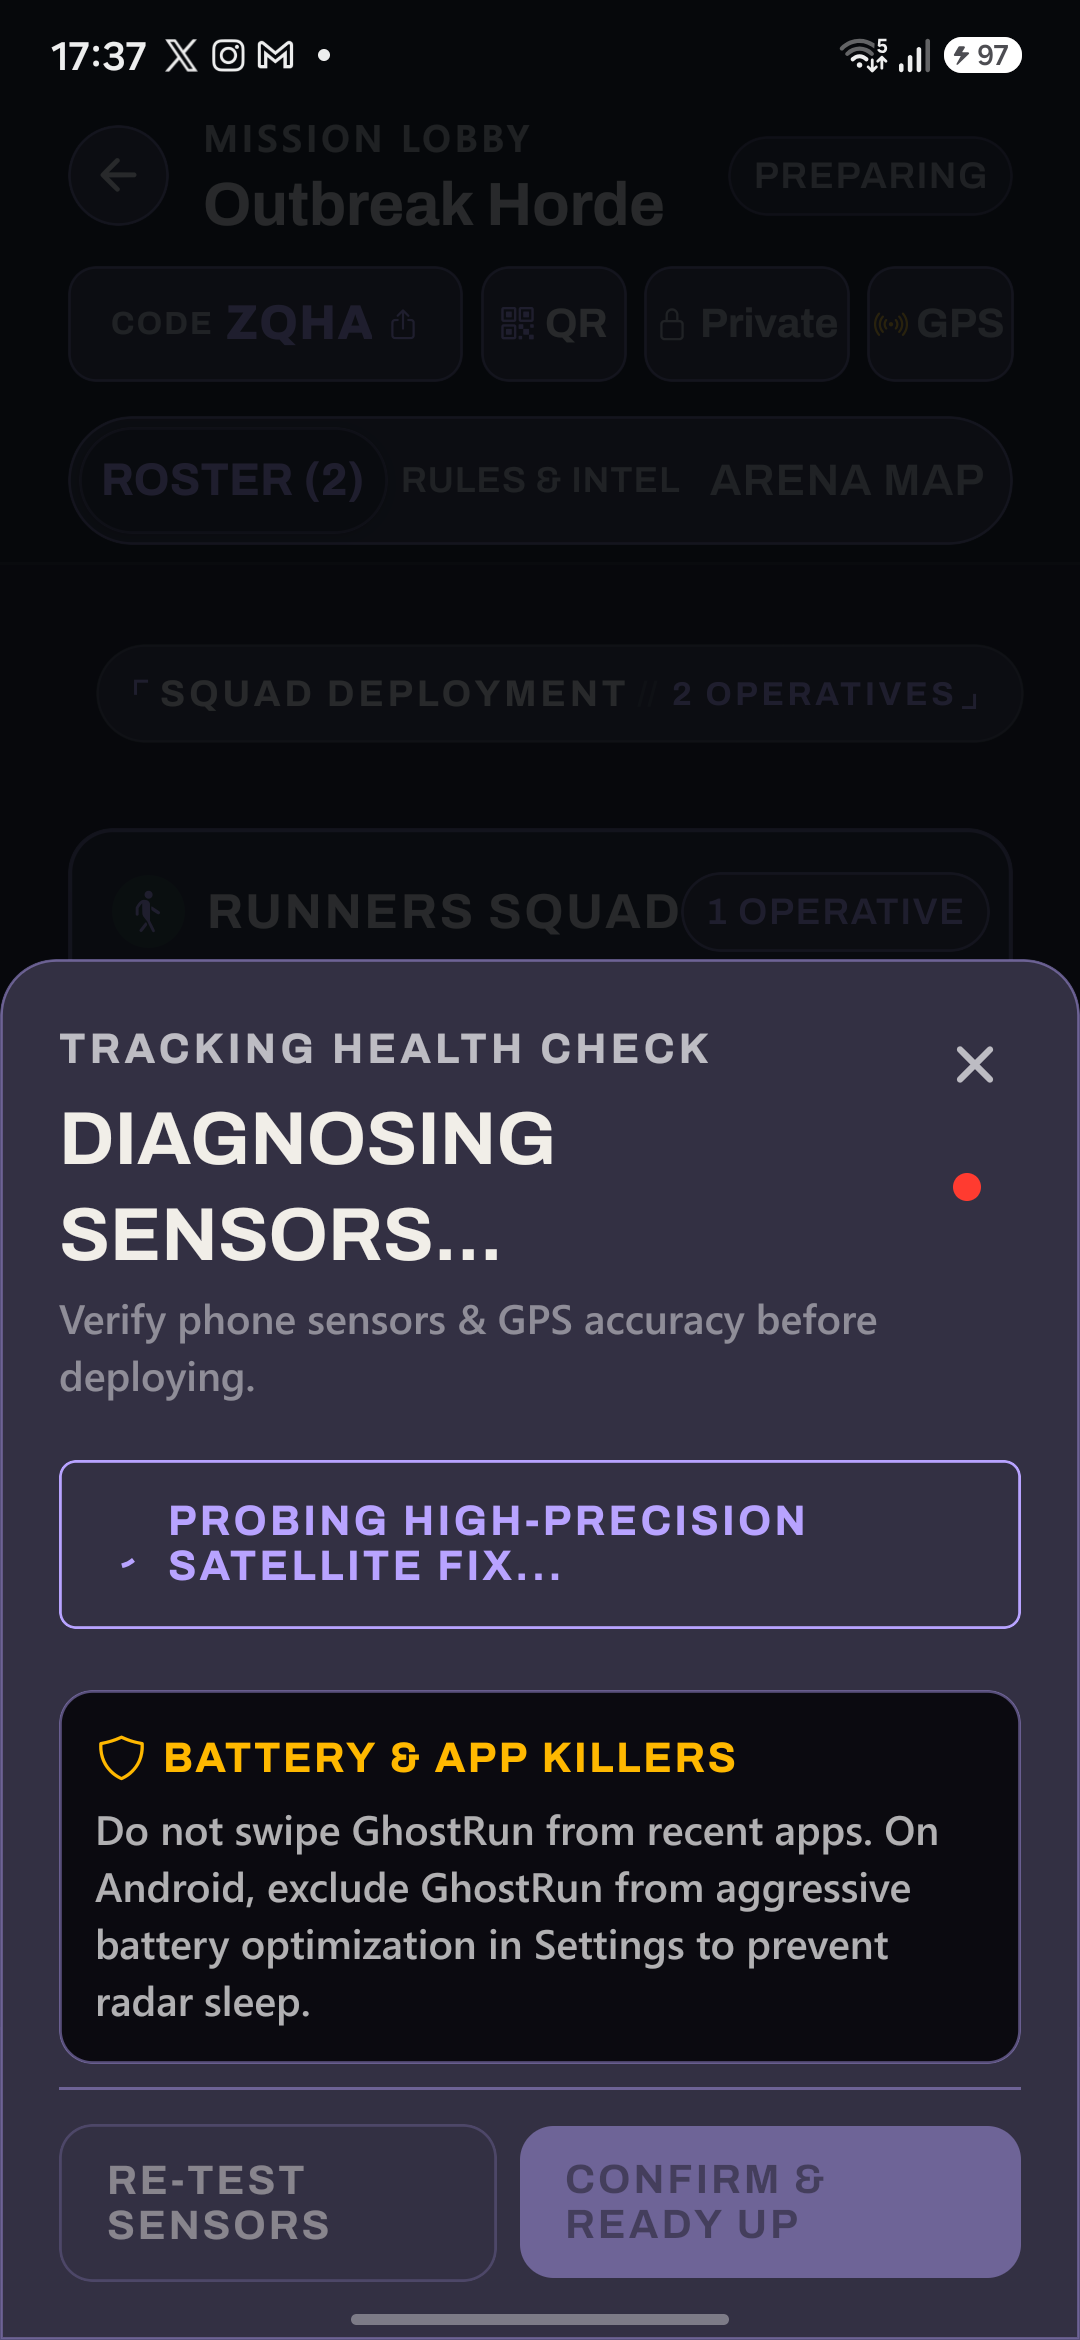 17:37
5
97
MISSION LOBBY
Outbreak Horde
PREPARING
CODE ZQHA
QR
Private
GPS
ROSTER (2)
RULES & INTEL
ARENA MAP
SQUAD DEPLOYMENT // 2 OPERATIVES
RUNNERS SQUAD
1 OPERATIVE
TRACKING HEALTH CHECK
DIAGNOSING
SENSORS...
Verify phone sensors & GPS accuracy before
deploying.
PROBING HIGH-PRECISION
SATELLITE FIX...
BATTERY & APP KILLERS
Do not swipe GhostRun from recent apps. On
Android, exclude GhostRun from aggressive
battery optimization in Settings to prevent
radar sleep.
RE-TEST
SENSORS
CONFIRM &
READY UP